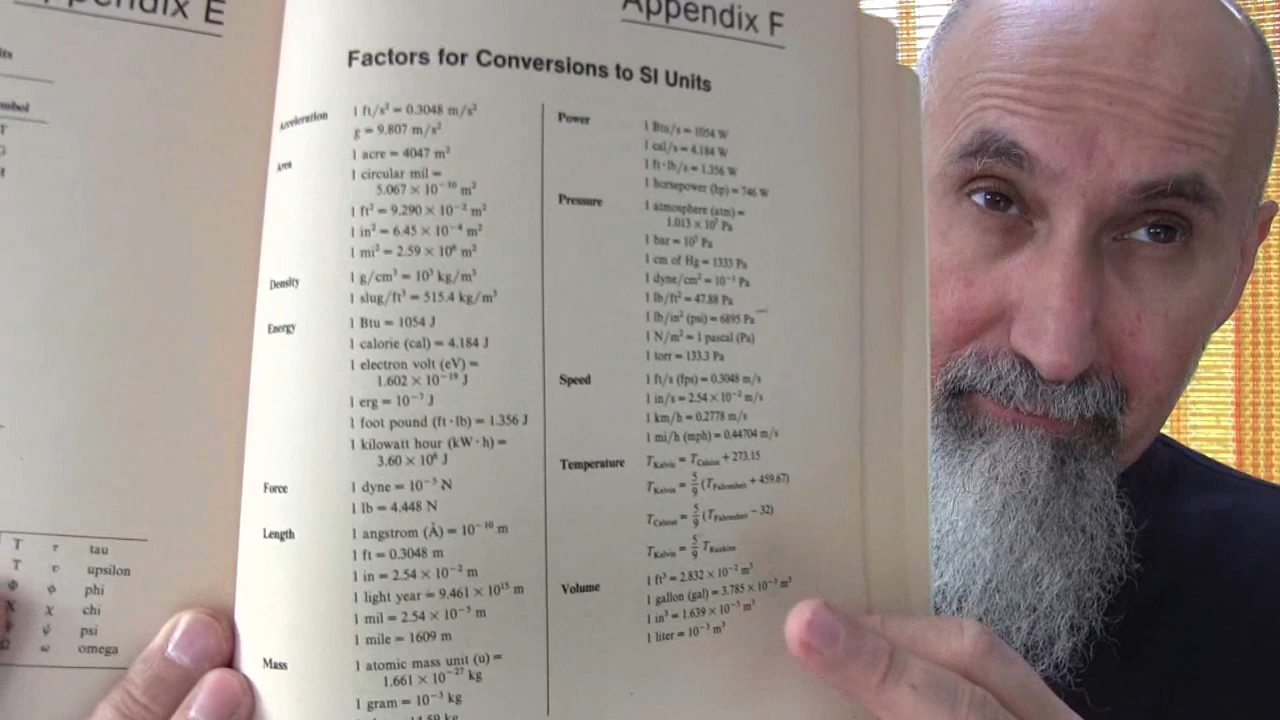 Appendix E
mbol
T τ tau
Τ υ upsilon
Φ φ phi
Χ χ chi
ψ psi
Ω ω omega
Appendix F
Factors for Conversions to SI Units
Acceleration 1 ft/s² = 0.3048 m/s²
g = 9.807 m/s²
Area 1 acre = 4047 m²
1 circular mil =
5.067 × 10⁻¹⁰ m²
1 ft² = 9.290 × 10⁻² m²
1 in² = 6.45 × 10⁻⁴ m²
1 mi² = 2.59 × 10⁶ m²
Density 1 g/cm³ = 10³ kg/m³
1 slug/ft³ = 515.4 kg/m³
Energy 1 Btu = 1054 J
1 calorie (cal) = 4.184 J
1 electron volt (eV) =
1.602 × 10⁻¹⁹ J
1 erg = 10⁻⁷ J
1 foot pound (ft · lb) = 1.356 J
1 kilowatt hour (kW · h) =
3.60 × 10⁶ J
Force 1 dyne = 10⁻⁵ N
1 lb = 4.448 N
Length 1 angstrom (Å) = 10⁻¹⁰ m
1 ft = 0.3048 m
1 in = 2.54 × 10⁻² m
1 light year = 9.461 × 10¹⁵ m
1 mil = 2.54 × 10⁻⁵ m
1 mile = 1609 m
Mass 1 atomic mass unit (u) =
1.661 × 10⁻²⁷ kg
1 gram = 10⁻³ kg
14.59 kg
Power 1 Btu/s = 1054 W
1 cal/s = 4.184 W
1 ft · lb/s = 1.356 W
1 horsepower (hp) = 746 W
Pressure 1 atmosphere (atm) =
1.013 × 10⁵ Pa
1 bar = 10⁵ Pa
1 cm of Hg = 1333 Pa
1 dyne/cm² = 10⁻¹ Pa
1 lb/ft² = 47.88 Pa
1 lb/in² (psi) = 6895 Pa
1 N/m² = 1 pascal (Pa)
1 torr = 133.3 Pa
Speed 1 ft/s (fps) = 0.3048 m/s
1 in/s = 2.54 × 10⁻² m/s
1 km/h = 0.2778 m/s
1 mi/h (mph) = 0.44704 m/s
Temperature T Kelvin = T Celsius + 273.15
T Kelvin = 5/9 (T Fahrenheit + 459.67)
T Celsius = 5/9 (T Fahrenheit − 32)
T Kelvin = 5/9 T Rankine
Volume 1 ft³ = 2.832 × 10⁻² m³
1 gallon (gal) = 3.785 × 10⁻³ m³
1 in³ = 1.639 × 10⁻⁵ m³
1 liter = 10⁻³ m³